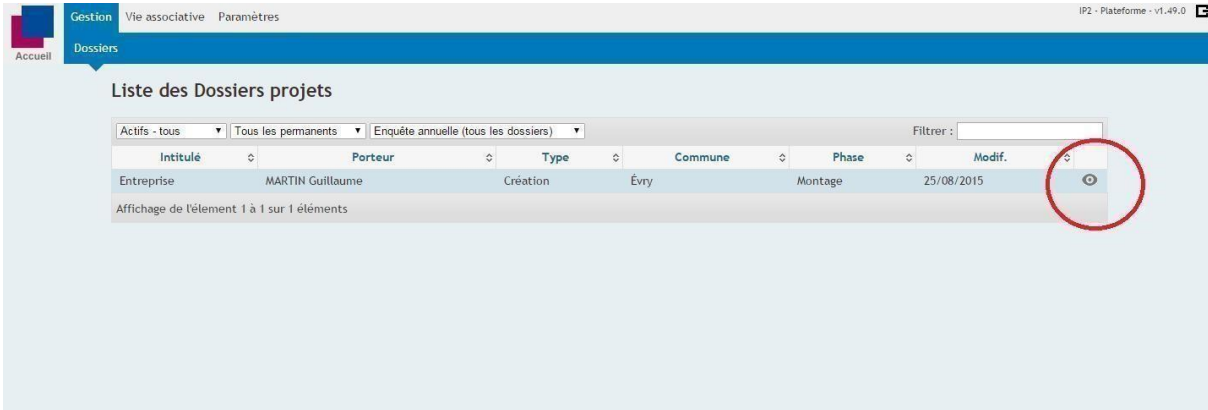 Gestion Vie associative Paramètres IP2 - Plateforme - v1.49.0
Accueil Dossiers
Liste des Dossiers projets
Actifs - tous Tous les permanents Enquête annuelle (tous les dossiers) Filtrer :
Intitulé Porteur Type Commune Phase Modif.
Entreprise MARTIN Guillaume Création Évry Montage 25/08/2015
Affichage de l'élement 1 à 1 sur 1 éléments